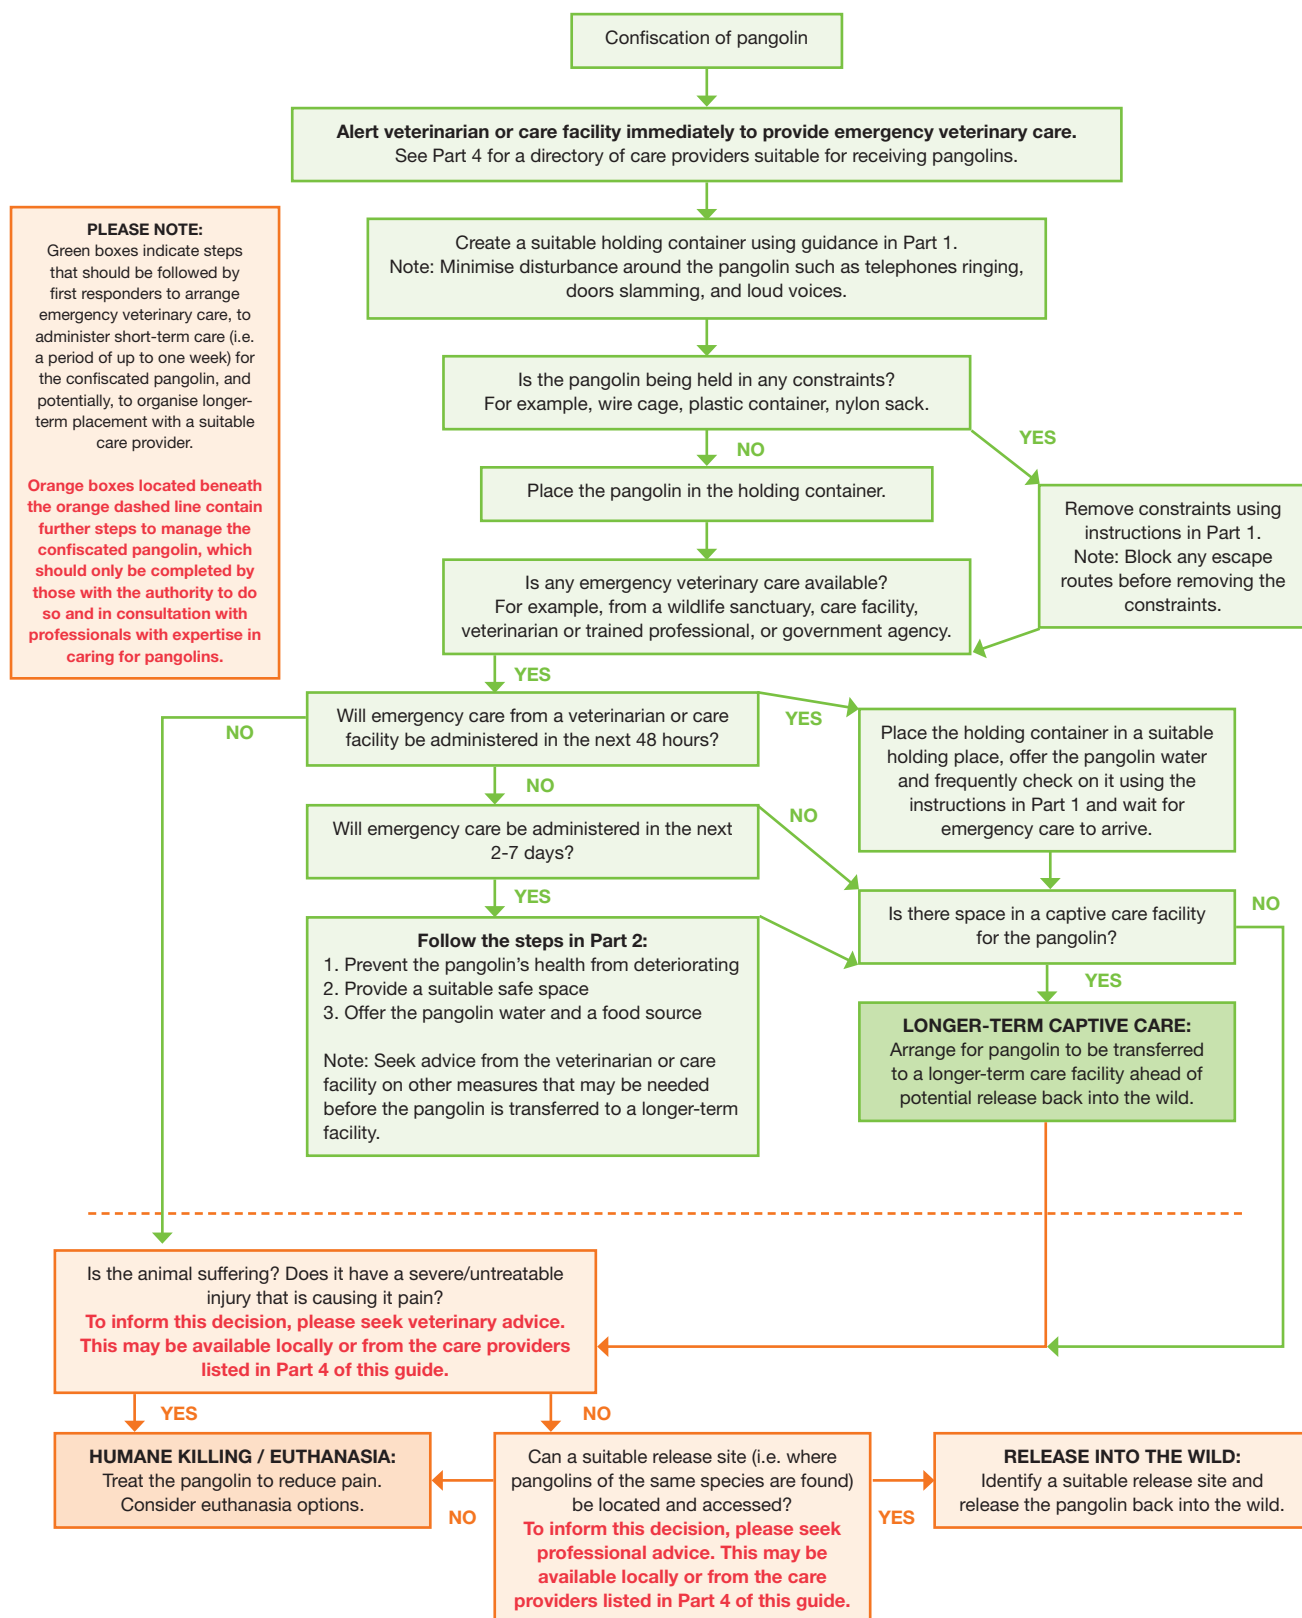 Confiscation of pangolin
Alert veterinarian or care facility immediately to provide emergency veterinary care.
See Part 4 for a directory of care providers suitable for receiving pangolins.
PLEASE NOTE:
Green boxes indicate steps
that should be followed by
first responders to arrange
emergency veterinary care, to
administer short-term care (i.e.
a period of up to one week) for
the confiscated pangolin, and
potentially, to organise longer-
term placement with a suitable
care provider.
Orange boxes located beneath
the orange dashed line contain
further steps to manage the
confiscated pangolin, which
should only be completed by
those with the authority to do
so and in consultation with
professionals with expertise in
caring for pangolins.
Create a suitable holding container using guidance in Part 1.
Note: Minimise disturbance around the pangolin such as telephones ringing,
doors slamming, and loud voices.
Is the pangolin being held in any constraints?
For example, wire cage, plastic container, nylon sack.
YES
NO
Place the pangolin in the holding container.
Remove constraints using
instructions in Part 1.
Note: Block any escape
routes before removing the
constraints.
Is any emergency veterinary care available?
For example, from a wildlife sanctuary, care facility,
veterinarian or trained professional, or government agency.
YES
NO
Will emergency care from a veterinarian or care
facility be administered in the next 48 hours?
YES
Place the holding container in a suitable
holding place, offer the pangolin water
and frequently check on it using the
instructions in Part 1 and wait for
emergency care to arrive.
NO
Will emergency care be administered in the next
2-7 days?
NO
YES
Is there space in a captive care facility
for the pangolin?
NO
Follow the steps in Part 2:
1. Prevent the pangolin's health from deteriorating
2. Provide a suitable safe space
3. Offer the pangolin water and a food source
Note: Seek advice from the veterinarian or care
facility on other measures that may be needed
before the pangolin is transferred to a longer-term
facility.
YES
LONGER-TERM CAPTIVE CARE:
Arrange for pangolin to be transferred
to a longer-term care facility ahead of
potential release back into the wild.
Is the animal suffering? Does it have a severe/untreatable
injury that is causing it pain?
To inform this decision, please seek veterinary advice.
This may be available locally or from the care providers
listed in Part 4 of this guide.
YES
NO
HUMANE KILLING / EUTHANASIA:
Treat the pangolin to reduce pain.
Consider euthanasia options.
NO
Can a suitable release site (i.e. where
pangolins of the same species are found)
be located and accessed?
To inform this decision, please seek
professional advice. This may be
available locally or from the care
providers listed in Part 4 of this guide.
YES
RELEASE INTO THE WILD:
Identify a suitable release site and
release the pangolin back into the wild.